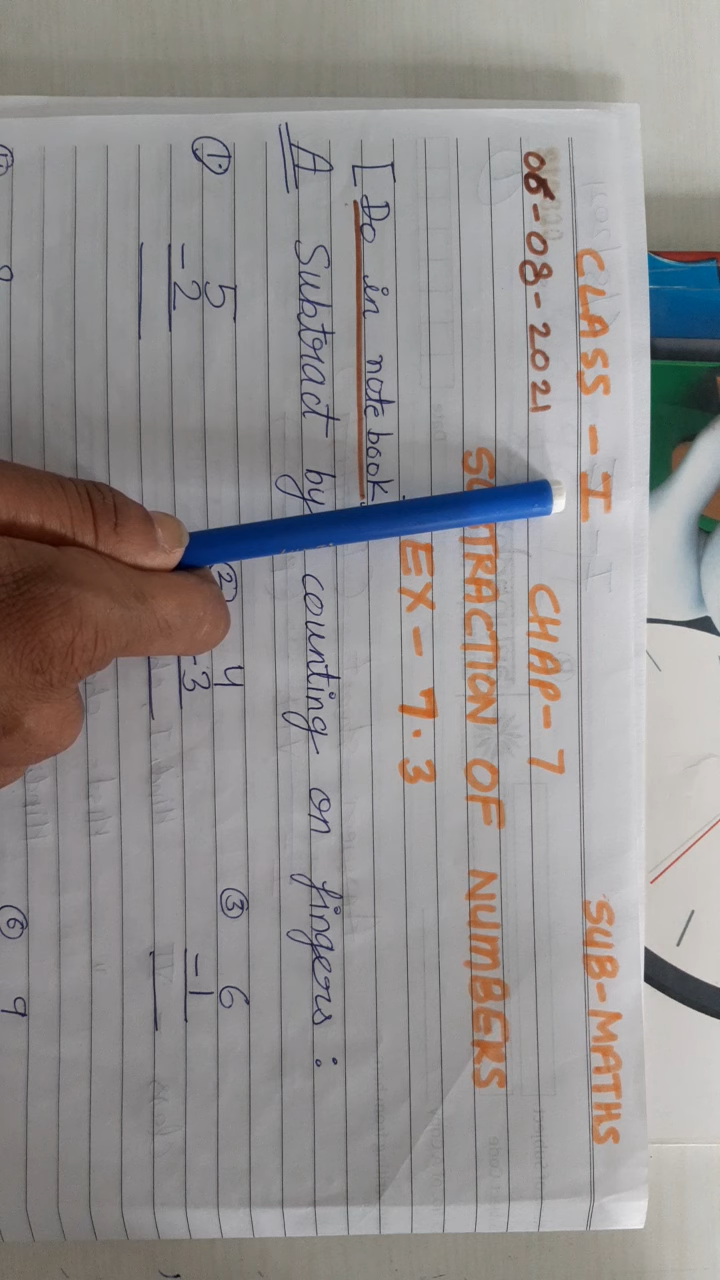 CLASS - I SUB-MATHS
08-08-2021 CHAP-7
SUBTRACTION OF NUMBERS
[Do in notebook] EX - 7.3
A Subtract by counting on fingers:
① 5 ② 4 ③ 6
-2 -3 -1
⑥ 9